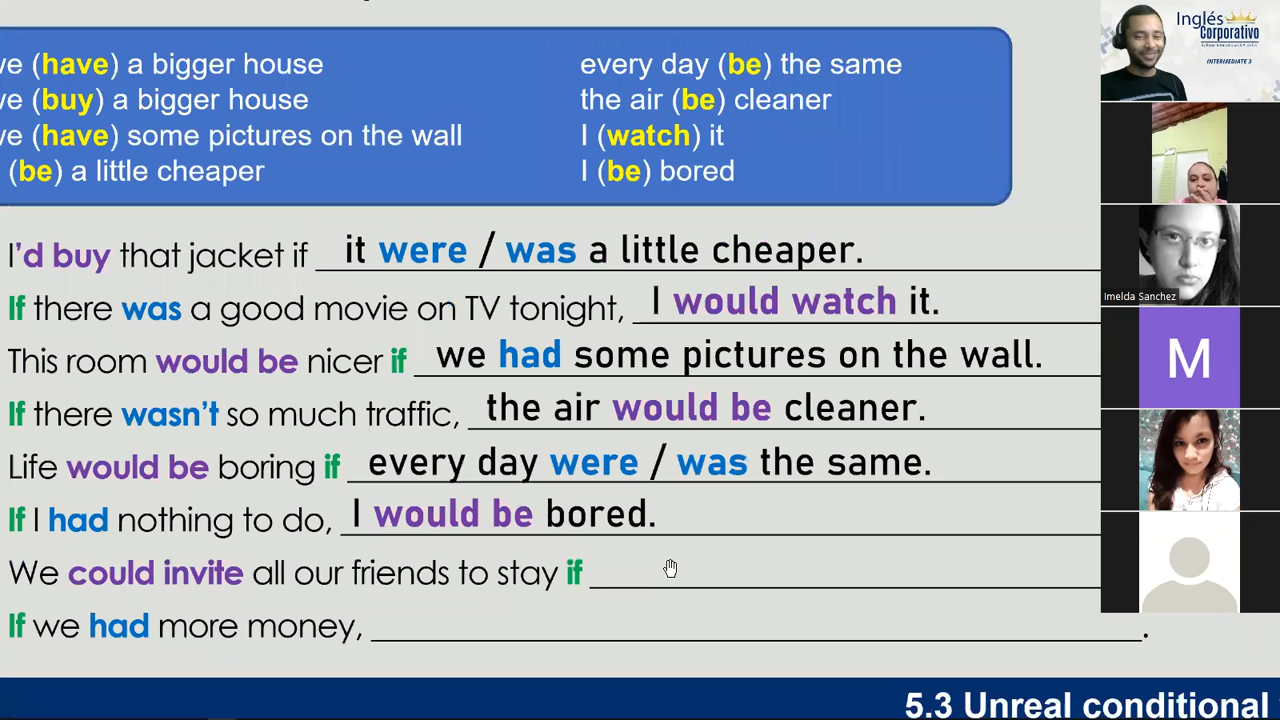 we (have) a bigger house
we (buy) a bigger house
we (have) some pictures on the wall
(be) a little cheaper
every day (be) the same
the air (be) cleaner
I (watch) it
I (be) bored
I'd buy that jacket if it were / was a little cheaper.
If there was a good movie on TV tonight, I would watch it.
This room would be nicer if we had some pictures on the wall.
If there wasn't so much traffic, the air would be cleaner.
Life would be boring if every day were / was the same.
If I had nothing to do, I would be bored.
We could invite all our friends to stay if
If we had more money, .
5.3 Unreal conditional
Inglés
Corporativo
INTERMEDIATE 3
Imelda Sanchez
M